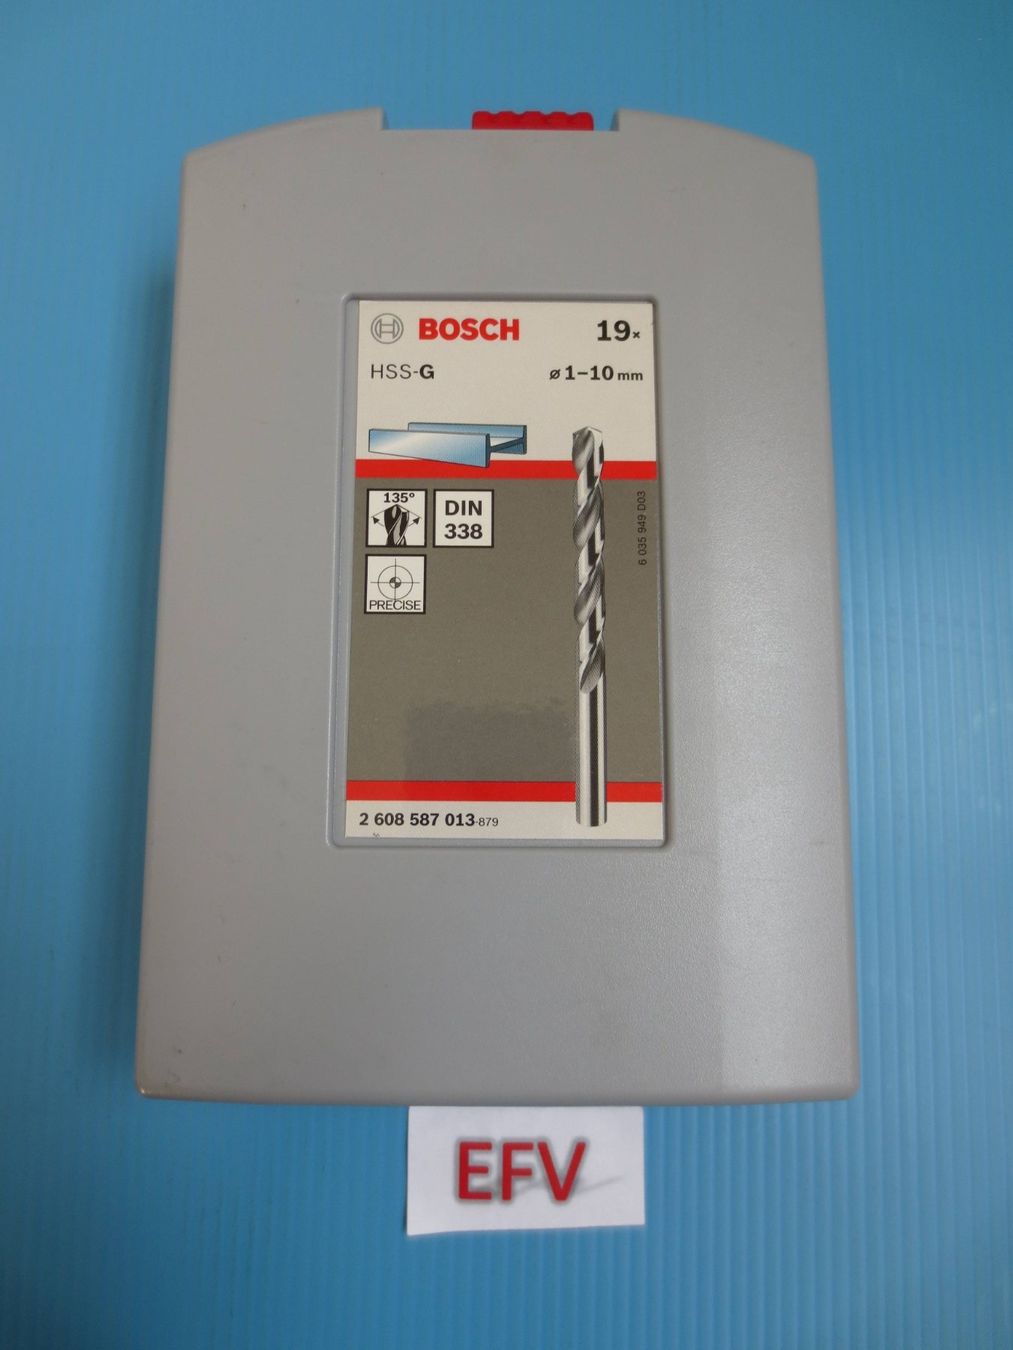 BOSCH 19x
HSS-G ø 1-10 mm
135°
DIN
338
PRECISE
6 035 949 D03
2 608 587 013-879
EFV